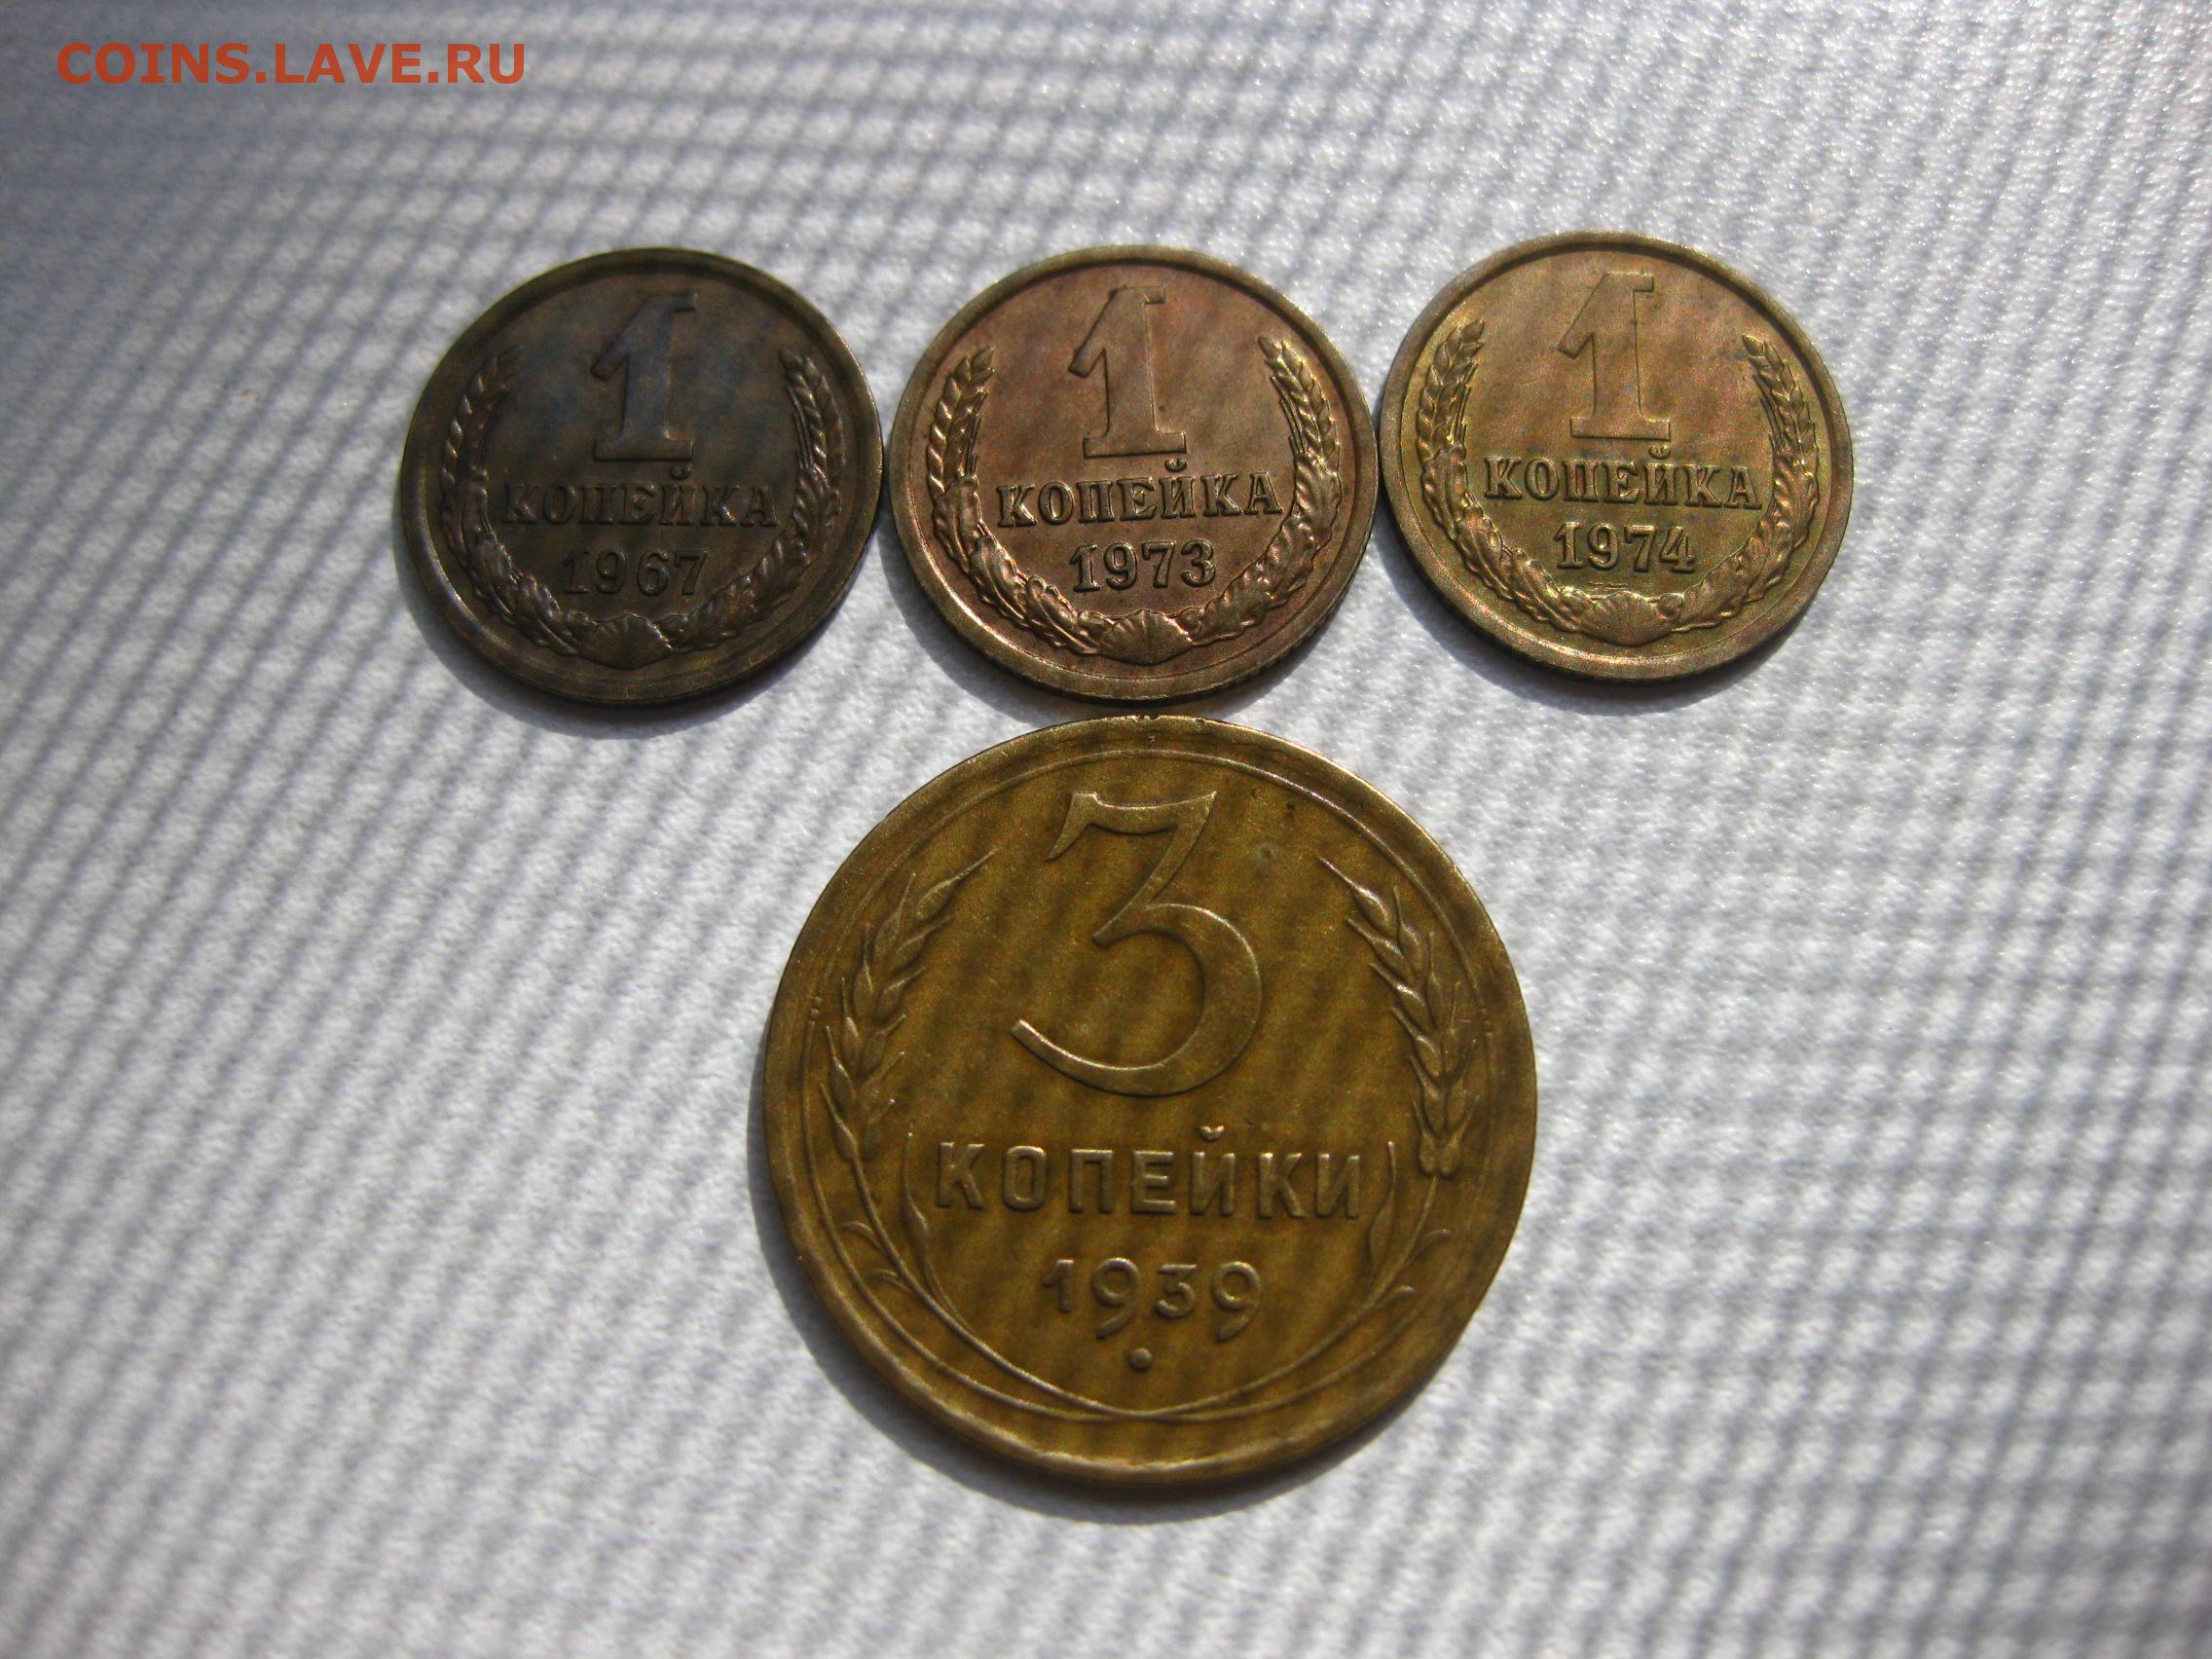 COINS.LAVE.RU
1
КОПЕЙКА
1967
1
КОПЕЙКА
1973
1
КОПЕЙКА
1974
3
КОПЕЙКИ
1939